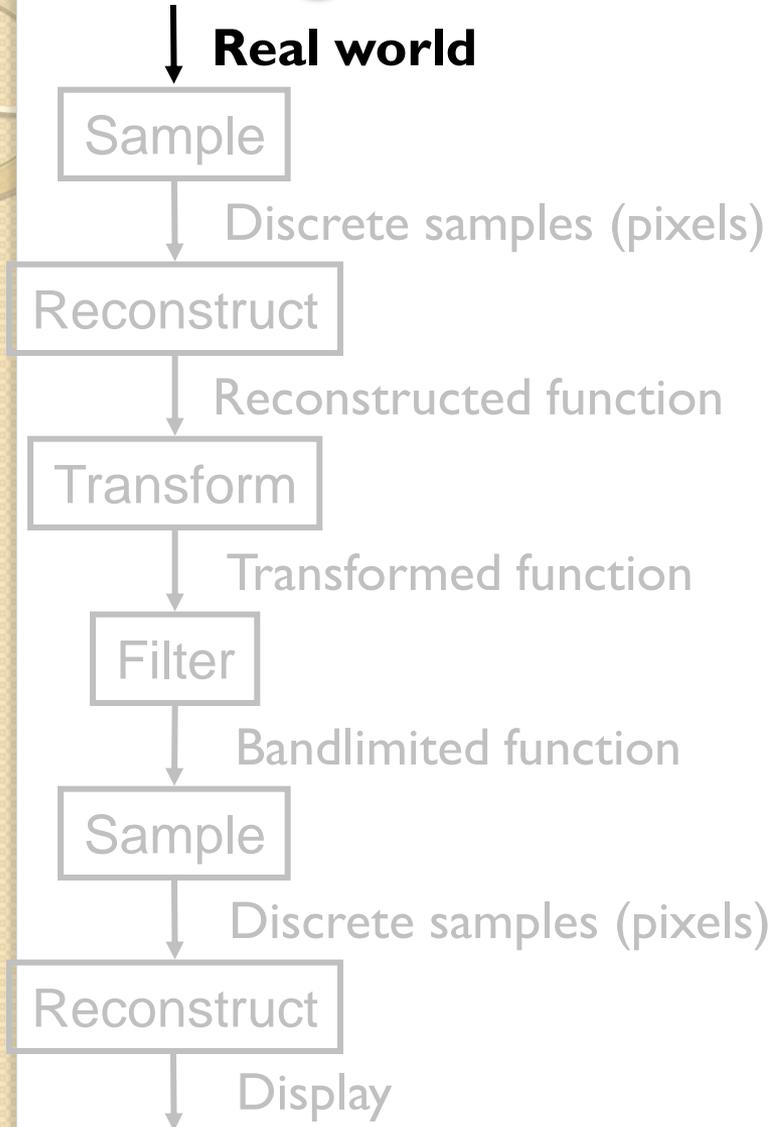 Real world
Sample
Discrete samples (pixels)
Reconstruct
Reconstructed function
Transform
Transformed function
Filter
Bandlimited function
Sample
Discrete samples (pixels)
Reconstruct
Display